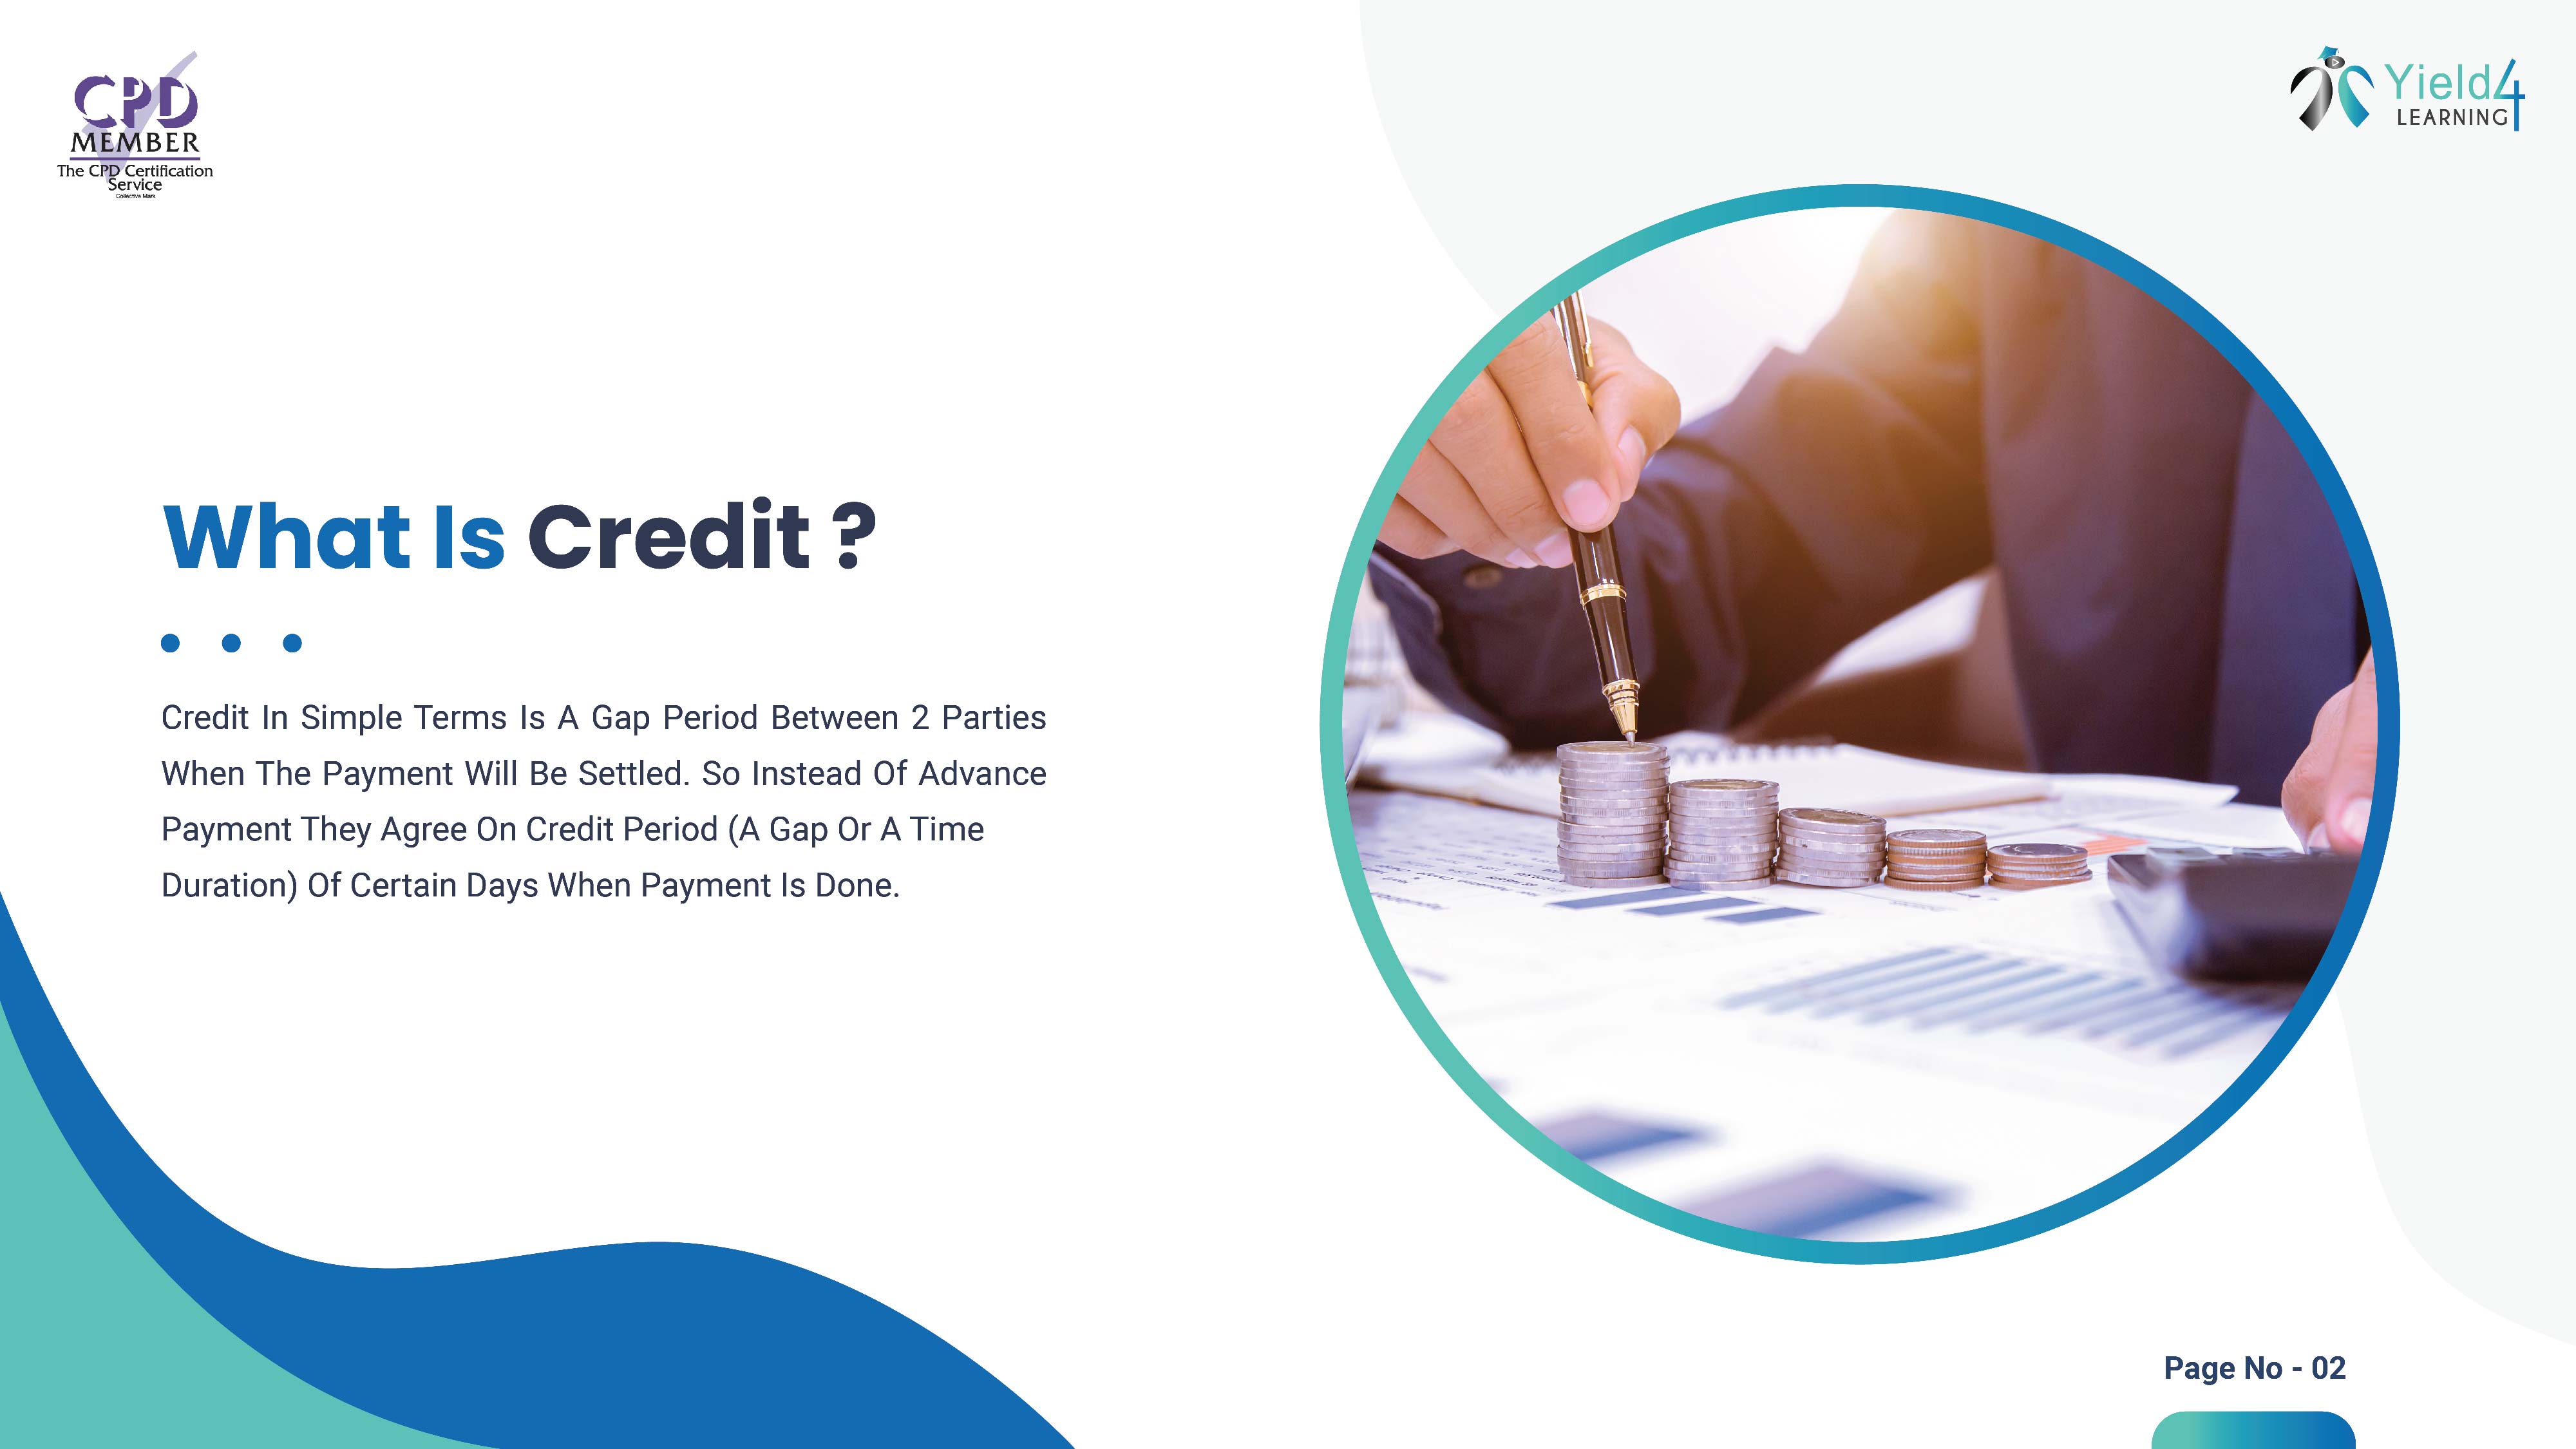 CPD
MEMBER
The CPD Certification
Service
Collective Mark
Yield4
LEARNING
What Is Credit ?
Credit In Simple Terms Is A Gap Period Between 2 Parties
When The Payment Will Be Settled. So Instead Of Advance
Payment They Agree On Credit Period (A Gap Or A Time
Duration) Of Certain Days When Payment Is Done.
Page No - 02